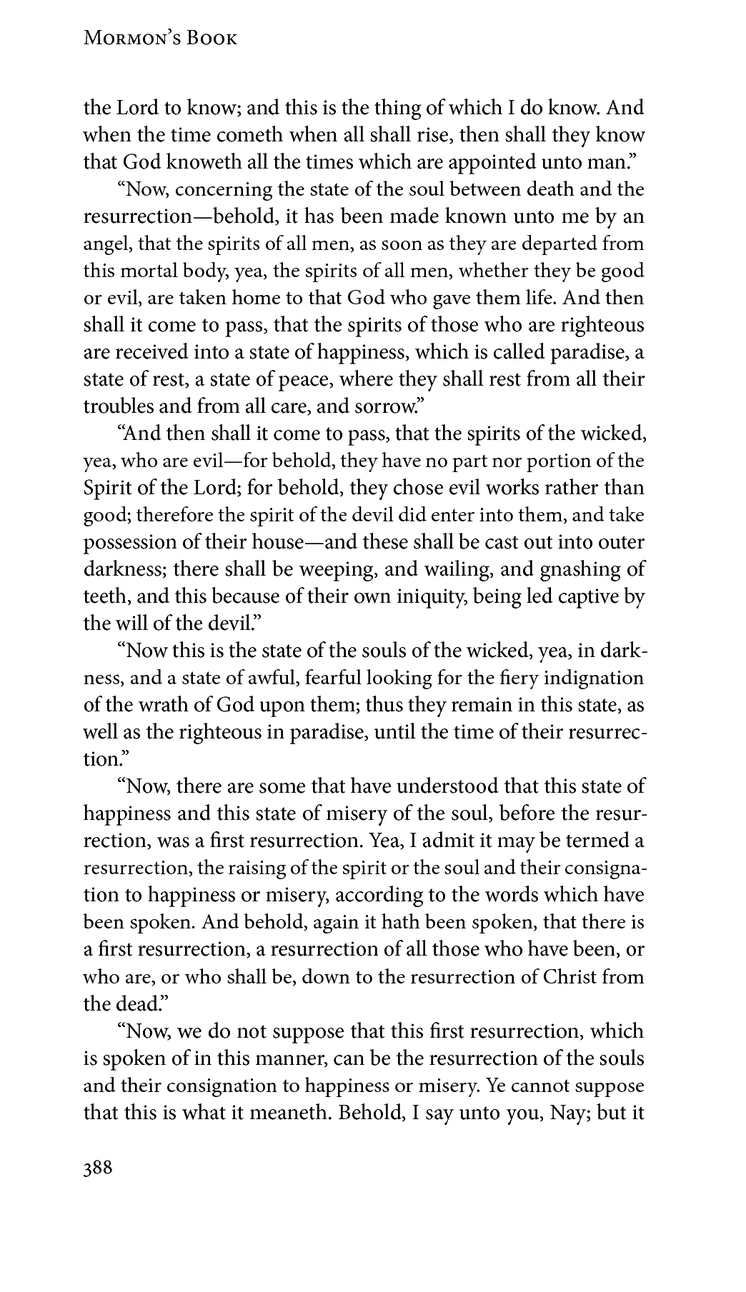 Mormon’s Book
the Lord to know; and this is the thing of which I do know. And
when the time cometh when all shall rise, then shall they know
that God knoweth all the times which are appointed unto man.”
“Now, concerning the state of the soul between death and the
resurrection—behold, it has been made known unto me by an
angel, that the spirits of all men, as soon as they are departed from
this mortal body, yea, the spirits of all men, whether they be good
or evil, are taken home to that God who gave them life. And then
shall it come to pass, that the spirits of those who are righteous
are received into a state of happiness, which is called paradise, a
state of rest, a state of peace, where they shall rest from all their
troubles and from all care, and sorrow.”
“And then shall it come to pass, that the spirits of the wicked,
yea, who are evil—for behold, they have no part nor portion of the
Spirit of the Lord; for behold, they chose evil works rather than
good; therefore the spirit of the devil did enter into them, and take
possession of their house—and these shall be cast out into outer
darkness; there shall be weeping, and wailing, and gnashing of
teeth, and this because of their own iniquity, being led captive by
the will of the devil.”
“Now this is the state of the souls of the wicked, yea, in dark-
ness, and a state of awful, fearful looking for the fiery indignation
of the wrath of God upon them; thus they remain in this state, as
well as the righteous in paradise, until the time of their resurrec-
tion.”
“Now, there are some that have understood that this state of
happiness and this state of misery of the soul, before the resur-
rection, was a first resurrection. Yea, I admit it may be termed a
resurrection, the raising of the spirit or the soul and their consigna-
tion to happiness or misery, according to the words which have
been spoken. And behold, again it hath been spoken, that there is
a first resurrection, a resurrection of all those who have been, or
who are, or who shall be, down to the resurrection of Christ from
the dead.”
“Now, we do not suppose that this first resurrection, which
is spoken of in this manner, can be the resurrection of the souls
and their consignation to happiness or misery. Ye cannot suppose
that this is what it meaneth. Behold, I say unto you, Nay; but it
388